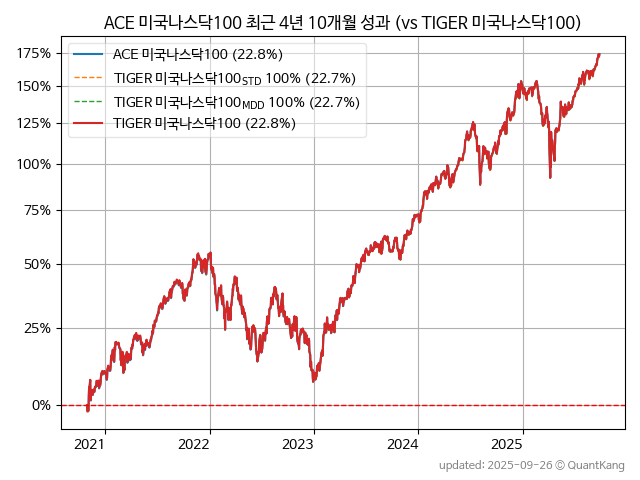 ACE 미국나스닥100 최근 4년 10개월 성과 (vs TIGER 미국나스닥100)
175%
150%
125%
100%
75%
50%
25%
0%
ACE 미국나스닥100 (22.8%)
TIGER 미국나스닥100STD 100% (22.7%)
TIGER 미국나스닥100MDD 100% (22.7%)
TIGER 미국나스닥100 (22.8%)
2021 2022 2023 2024 2025
updated: 2025-09-26 © QuantKang